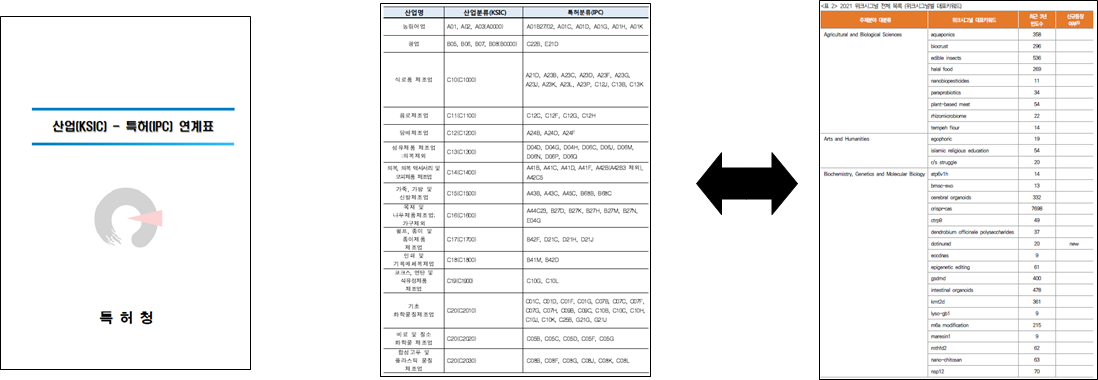 산업(KSIC) - 특허(IPC) 연계표
특허청
산업명 산업분류(KSIC) 특허분류(IPC)
농림어업 A01, A02, A03(A0000) A01B27/02, A01C, A01D, A01G, A01H, A01K
광업 B05, B06, B07, B08(B0000) C22B, E21D
식료품 제조업 C10(C1000) A21D, A23B, A23C, A23D, A23F, A23G,
A23J, A23K, A23L, A23P, C12J, C13B, C13K
음료제조업 C11(C1100) C12C, C12F, C12G, C12H
담배제조업 C12(C1200) A24B, A24D, A24F
섬유제품 제조업
:의복제외
C13(C1300) D04D, D04G, D04H, D06C, D06J, D06M,
D06N, D06P, D06Q
의복, 의복 액세서리 및
모피제품 제조업
C14(C1400) A41B, A41C, A41D, A41F, A42B(A42B3 제외),
A42C5
가죽, 가방 및
신발제조업
C15(C1500) A43B, A43C, A45C, B68B, B68C
목재 및
나무제품제조업;
가구제외
C16(C1600) A44C23, B27D, B27K, B27H, B27M, B27N,
E04G
펄프, 종이 및
종이제품
제조업
C17(C1700) B42F, D21C, D21H, D21J
인쇄 및
기록매체복제업
C18(C1800) B41M, B42D
코크스, 연탄 및
석유정제품
제조업
C19(C1900) C10G, C10L
기초
화학물질제조업
C20(C2010) C01C, C01D, C01F, C01G, C07B, C07C, C07F,
C07G, C07H, C09B, C09C, C10B, C10C, C10H,
C10J, C10K, C25B, G21G, G21J
비료 및 질소
화학물 제조업
C20(C2020) C05B, C05C, C05D, C05F, C05G
합성고무 및
플라스틱 물질
제조업
C20(C2030) C08B, C08F, C08G, C08J, C08K, C08L
<표 2> 2021 위크시그널 전체 목록 (위크시그널별 대표키워드)
주제분야 대분류 위크시그널 대표키워드 최근 3년 빈도수 신규등장 여부
Agricultural and Biological Sciences aquaponics 358
biocrust 296
edible insects 536
halal food 269
nanobiopesticides 11
paraprobiotics 34
plant-based meat 54
rhizomicrobiome 22
tempeh flour 14
Arts and Humanities egophoric 19
islamic religious education 54
r/s struggle 20
Biochemistry, Genetics and Molecular Biology atp6v1h 14
bmsc-exo 13
cerebral organoids 332
crispr-cas 7698
ctrp9 49
dendrobium officinale polysaccharides 37
dotinurad 20 new
eccdnas 9
epigenetic editing 61
gsdmd 400
intestinal organoids 478
kmt2d 361
lyso-gb1 9
m6a modification 215
maresin1 9
mthfd2 62
nano-chitosan 63
nsp12 70